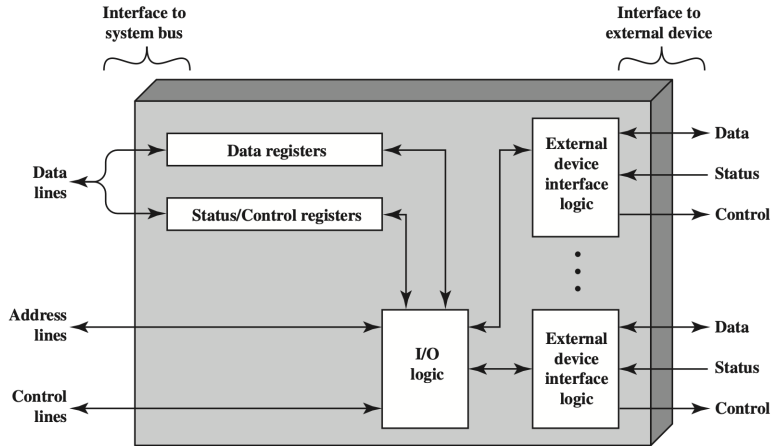 Interface to
system bus
Interface to
external device
Data registers
Data
lines
Status/Control registers
External
device
interface
logic
Data
Status
Control
Address
lines
I/O
logic
Control
lines
External
device
interface
logic
Data
Status
Control